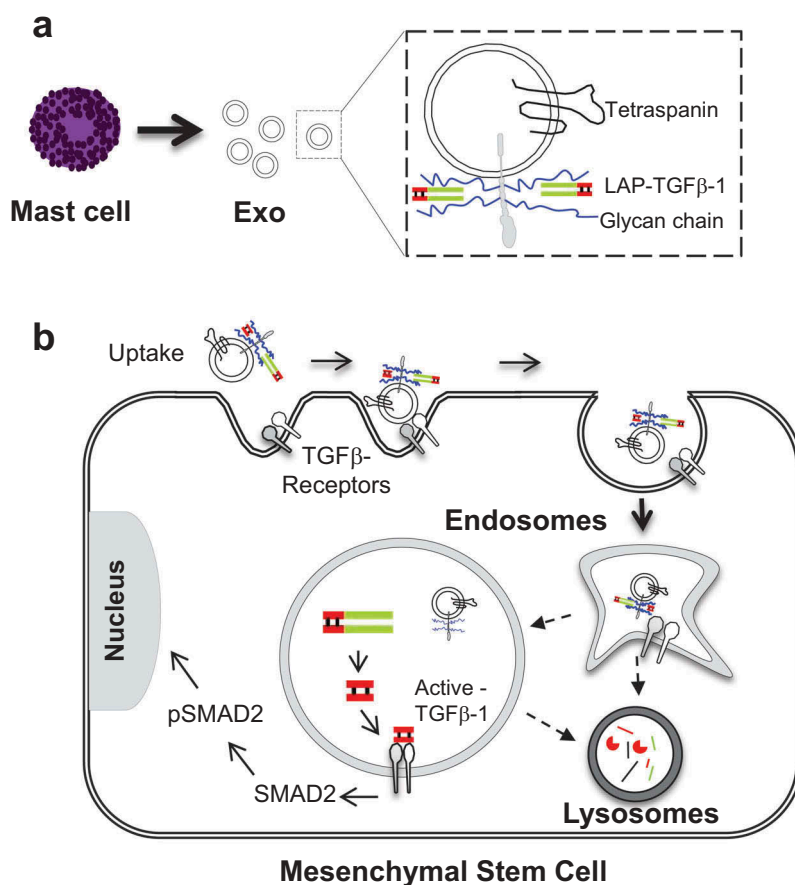 a
Mast cell
Exo
Tetraspanin
LAP-TGFβ-1
Glycan chain
b
Uptake
TGFβ-
Receptors
Endosomes
Nucleus
Active -
TGFβ-1
pSMAD2
SMAD2
Lysosomes
Mesenchymal Stem Cell